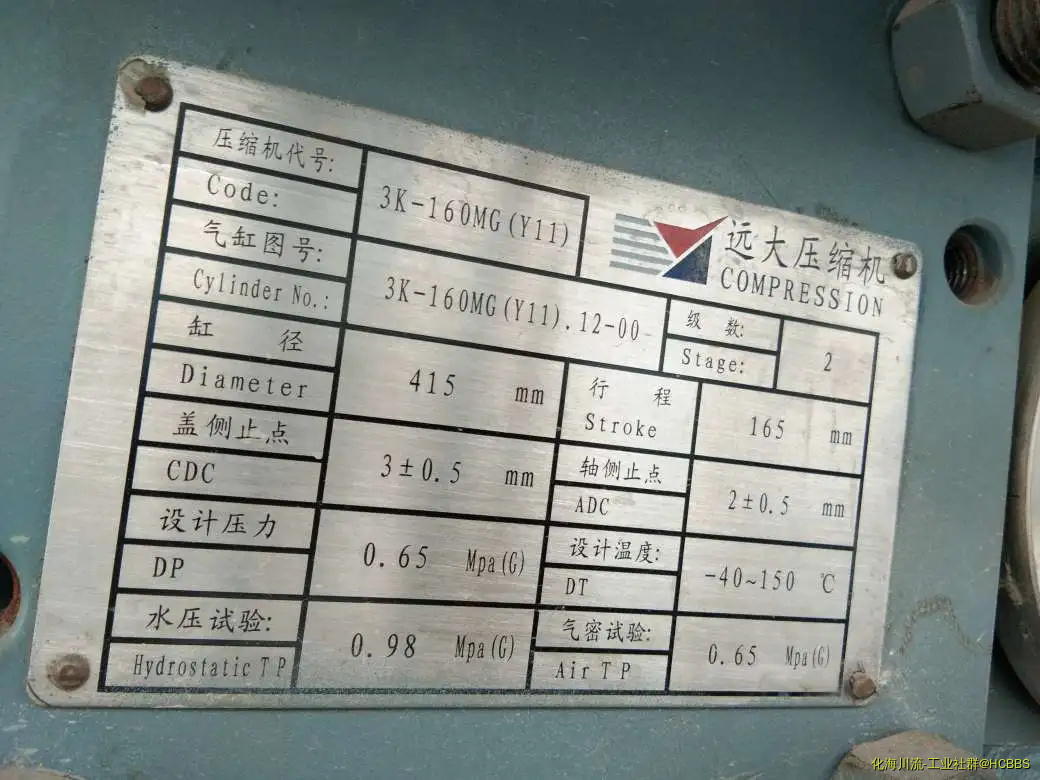 压缩机代号:
Code:
3K-160MG(Y11)
远大压缩机
COMPRESSION
气缸图号:
Cylinder No.:
3K-160MG(Y11).12-00
级数:
Stage:
2
缸径
Diameter
415 mm
行程
Stroke
165 mm
盖侧止点
CDC
3±0.5 mm
轴侧止点
ADC
2±0.5 mm
设计压力
DP
0.65 Mpa(G)
设计温度:
DT
-40~150 ℃
水压试验:
Hydrostatic T P
0.98 Mpa(G)
气密试验:
Air T P
0.65 Mpa(G)
化海川流-工业社群@HCBBS